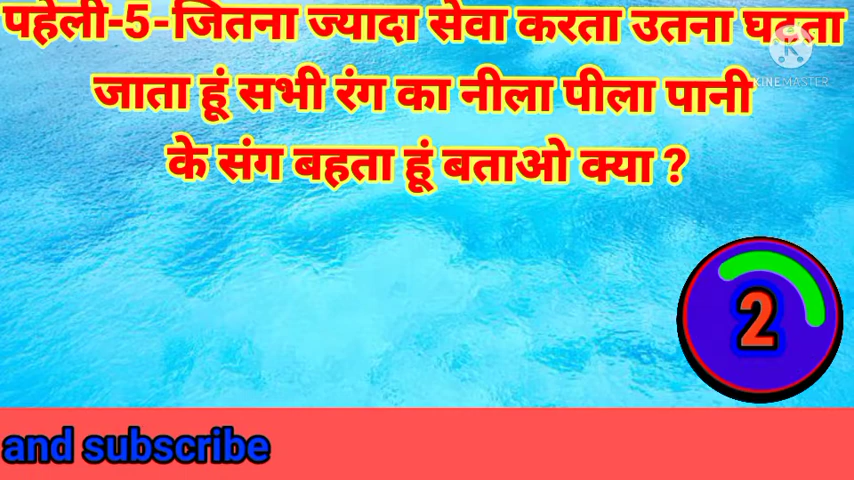 पहेली-5-जितना ज्यादा सेवा करता उतना घटता
जाता हूं सभी रंग का नीला पीला पानी
के संग बहता हूं बताओ क्या ?
KINEMASTER
2
and subscribe